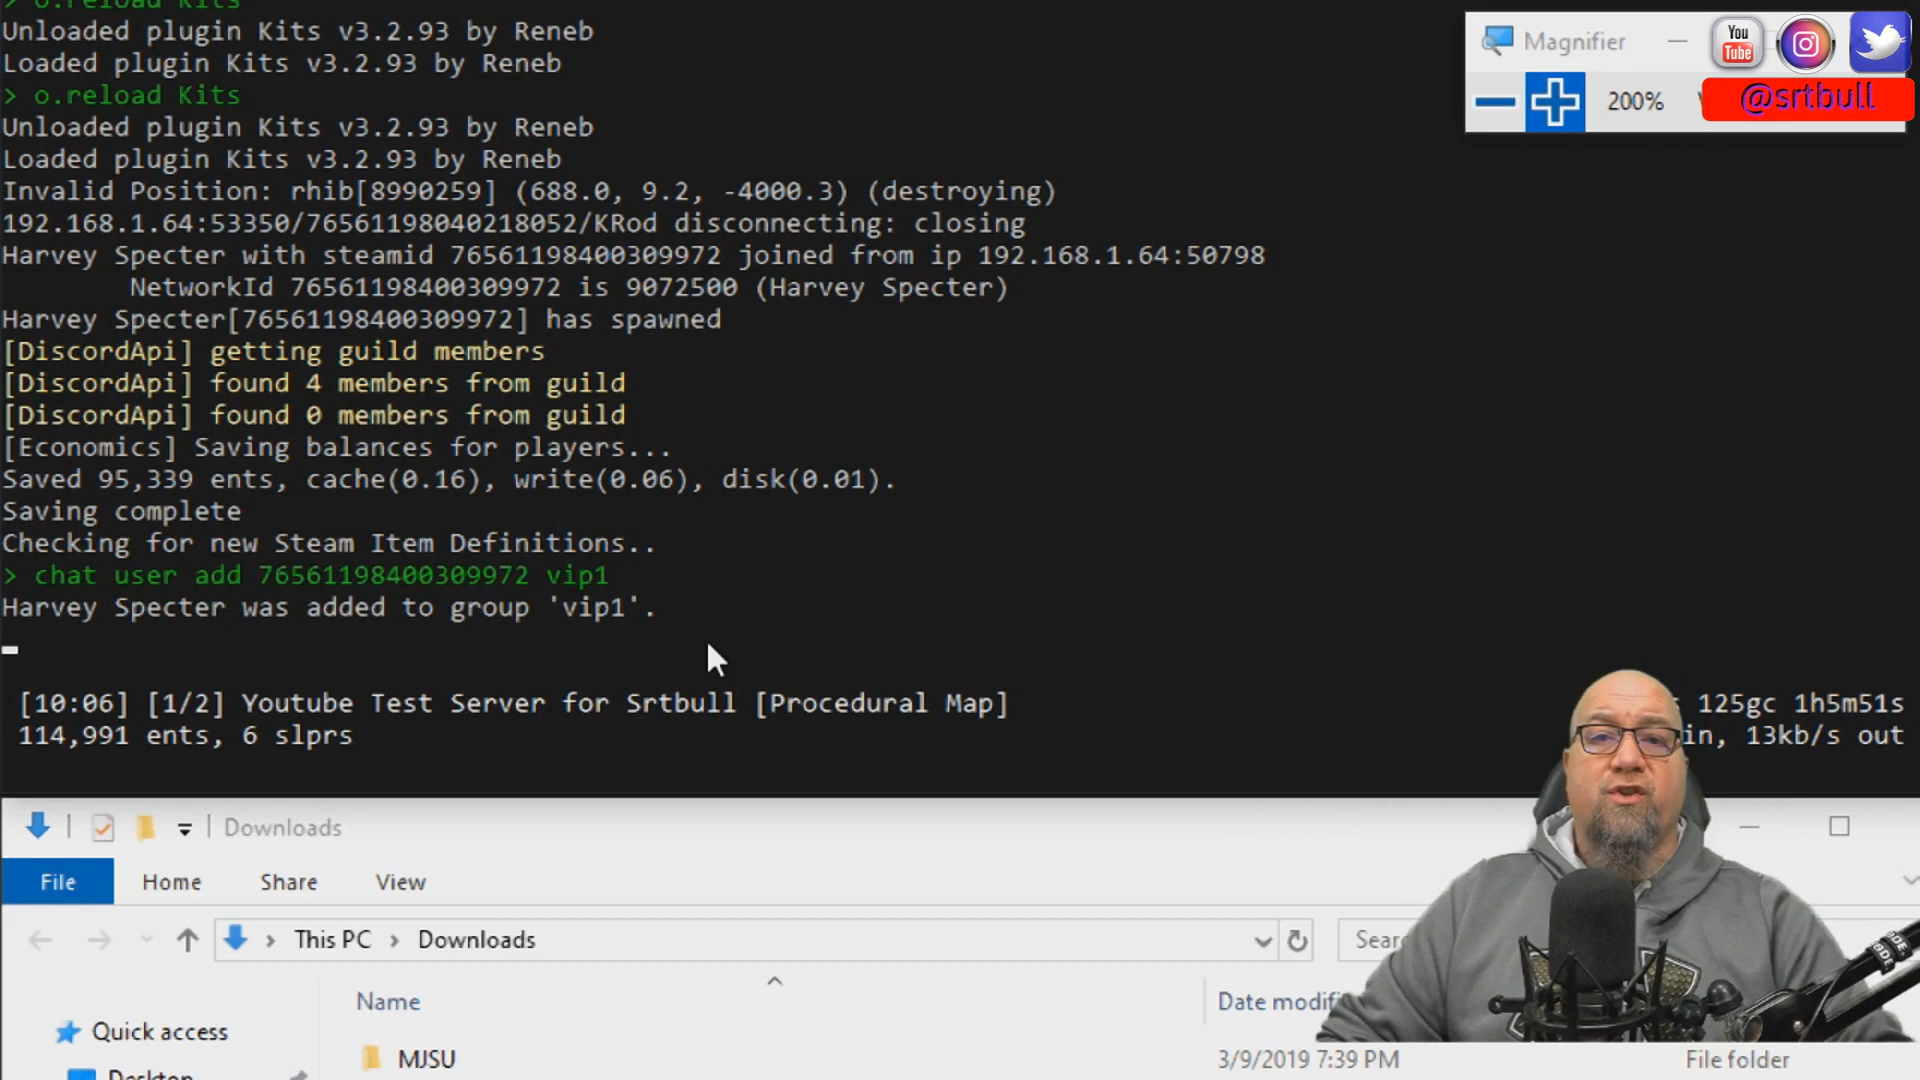 > o.reload Kits
Unloaded plugin Kits v3.2.93 by Reneb
Loaded plugin Kits v3.2.93 by Reneb
> o.reload Kits
Unloaded plugin Kits v3.2.93 by Reneb
Loaded plugin Kits v3.2.93 by Reneb
Invalid Position: rhib[8990259] (688.0, 9.2, -4000.3) (destroying)
192.168.1.64:53350/76561198040218052/KRod disconnecting: closing
Harvey Specter with steamid 76561198400309972 joined from ip 192.168.1.64:50798
NetworkId 76561198400309972 is 9072500 (Harvey Specter)
Harvey Specter[76561198400309972] has spawned
[DiscordApi] getting guild members
[DiscordApi] found 4 members from guild
[DiscordApi] found 0 members from guild
[Economics] Saving balances for players...
Saved 95,339 ents, cache(0.16), write(0.06), disk(0.01).
Saving complete
Checking for new Steam Item Definitions..
> chat user add 76561198400309972 vip1
Harvey Specter was added to group 'vip1'.
[10:06] [1/2] Youtube Test Server for Srtbull [Procedural Map]
125gc 1h5m51s
114,991 ents, 6 slprs
in, 13kb/s out
Magnifier
You
Tube
200%
@srtbull
Downloads
File Home Share View
This PC > Downloads
Name
Date
Quick access
MJSU
3/9/2019 7:39 PM
File folder
Desktop
RODE